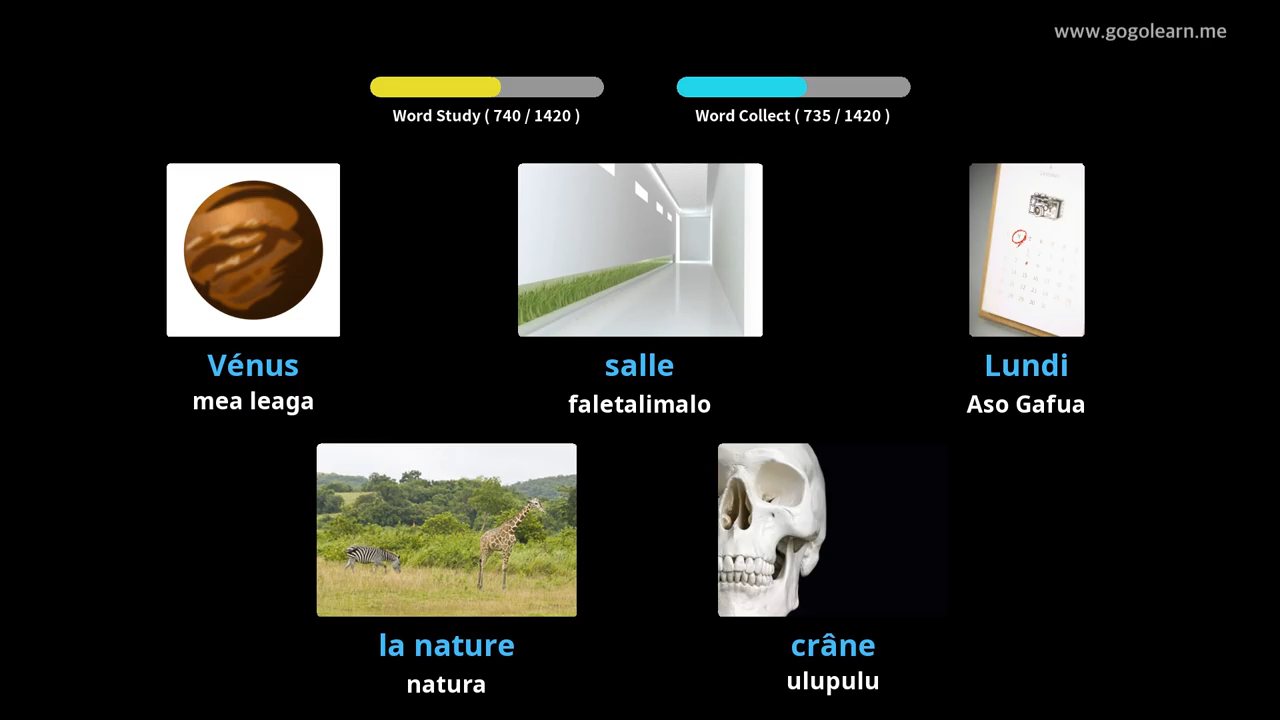 www.gogolearn.me
Word Study ( 740 / 1420 )
Word Collect ( 735 / 1420 )
Vénus
mea leaga
salle
faletalimalo
Lundi
Aso Gafua
la nature
natura
crâne
ulupulu